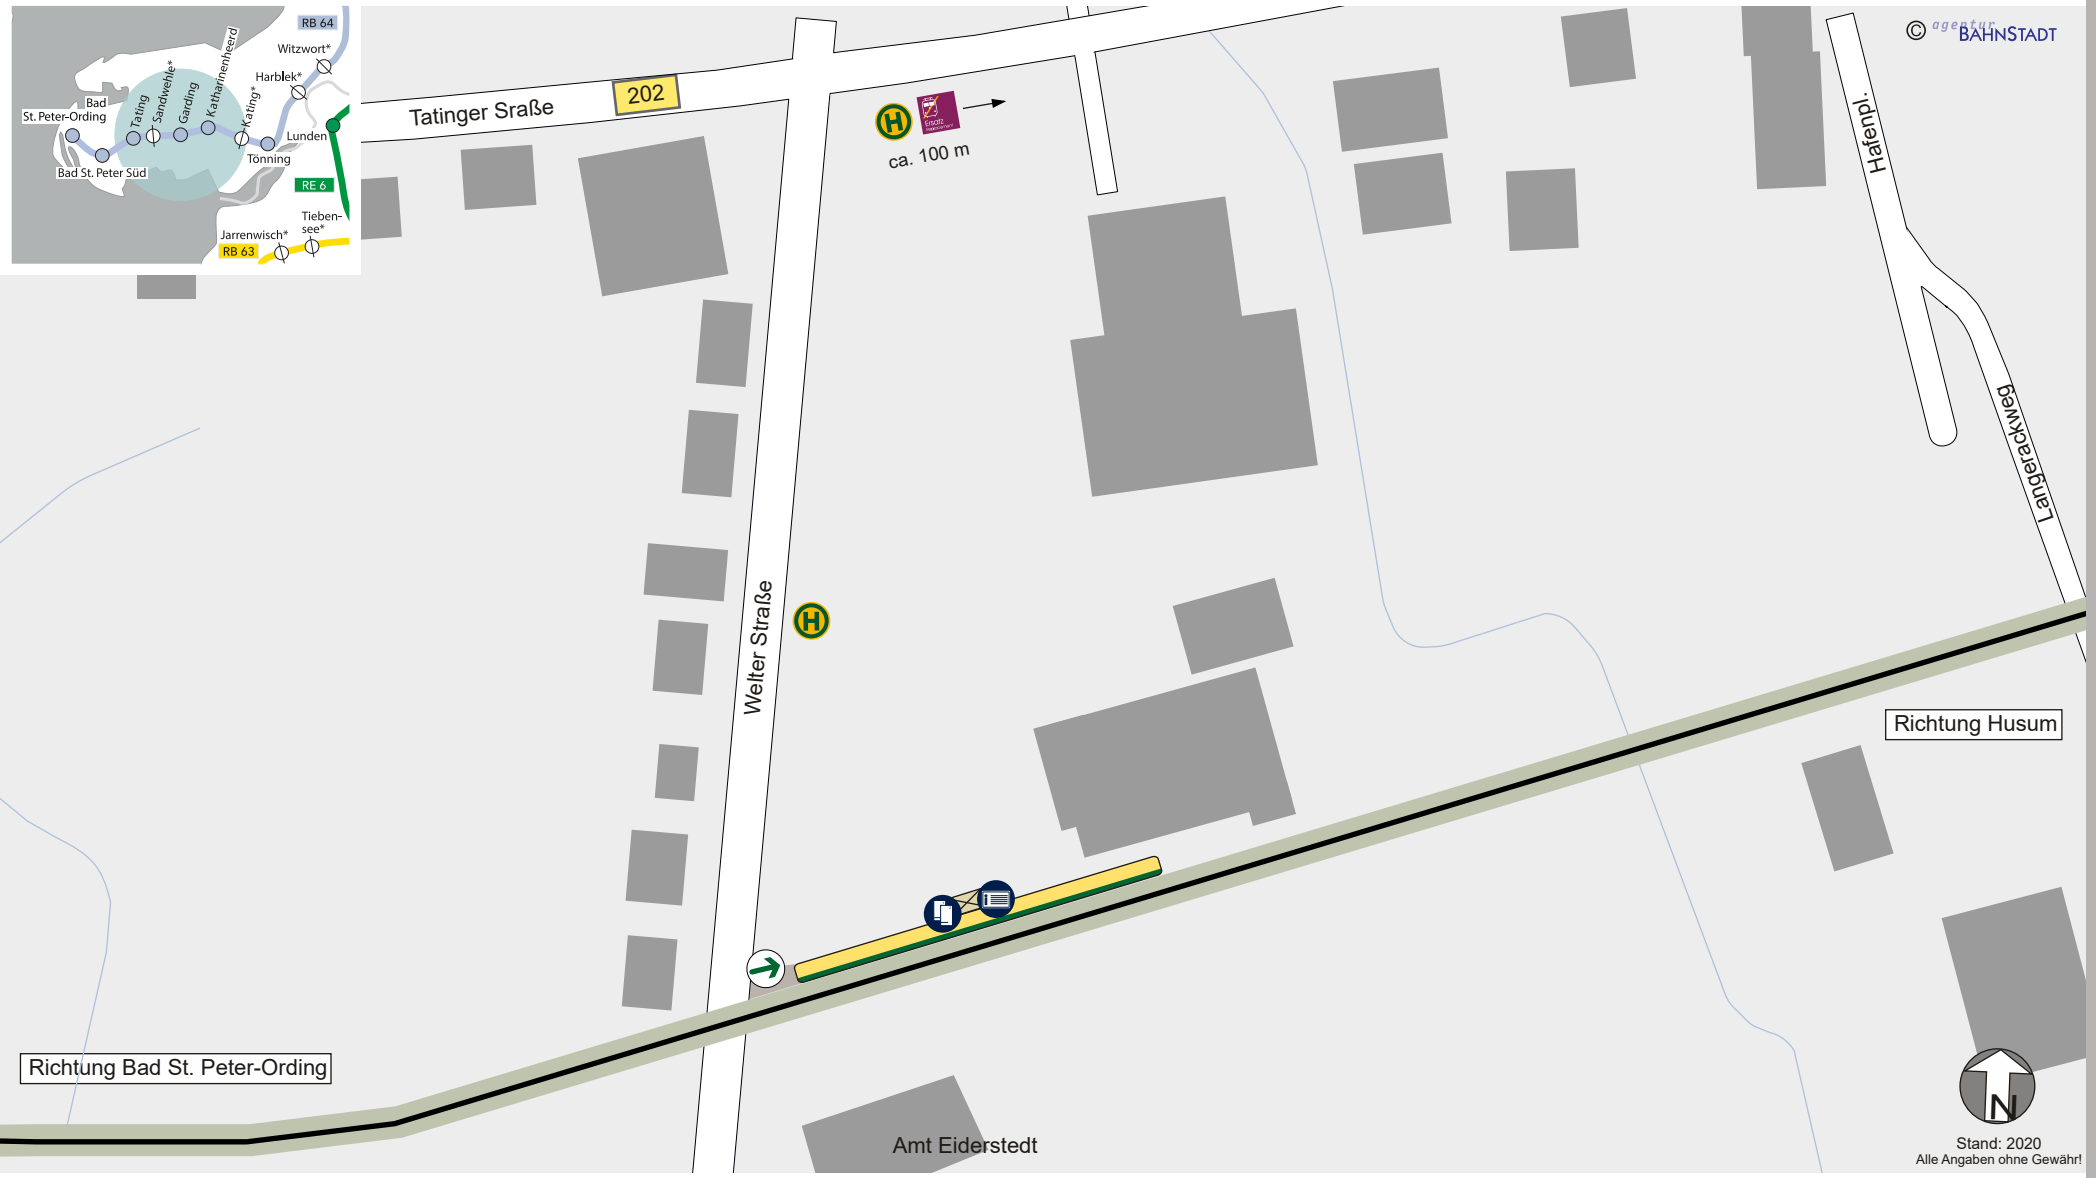 RB 64
Witzwort*
Harblek*
Katharinenheerd
Kating*
Garding
Sandwehle*
Tating
Bad
St. Peter-Ording
Bad St. Peter Süd
Tönning
Lunden
RE 6
Tieben-
see*
Jarrenwisch*
RB 63
Tatinger Sraße
202
H
Ersatz
ca. 100 m
© agentur
BAHNSTADT
Hafenpl.
Langerackweg
Welter Straße
H
Richtung Husum
Richtung Bad St. Peter-Ording
Amt Eiderstedt
N
Stand: 2020
Alle Angaben ohne Gewähr!